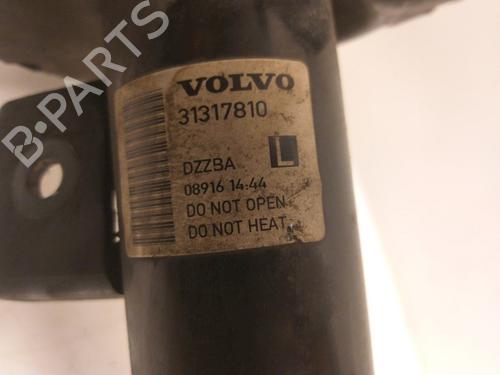 VOLVO
31317810
DZZBA L
08916 14:44
DO NOT OPEN
DO NOT HEAT
B-PARTS